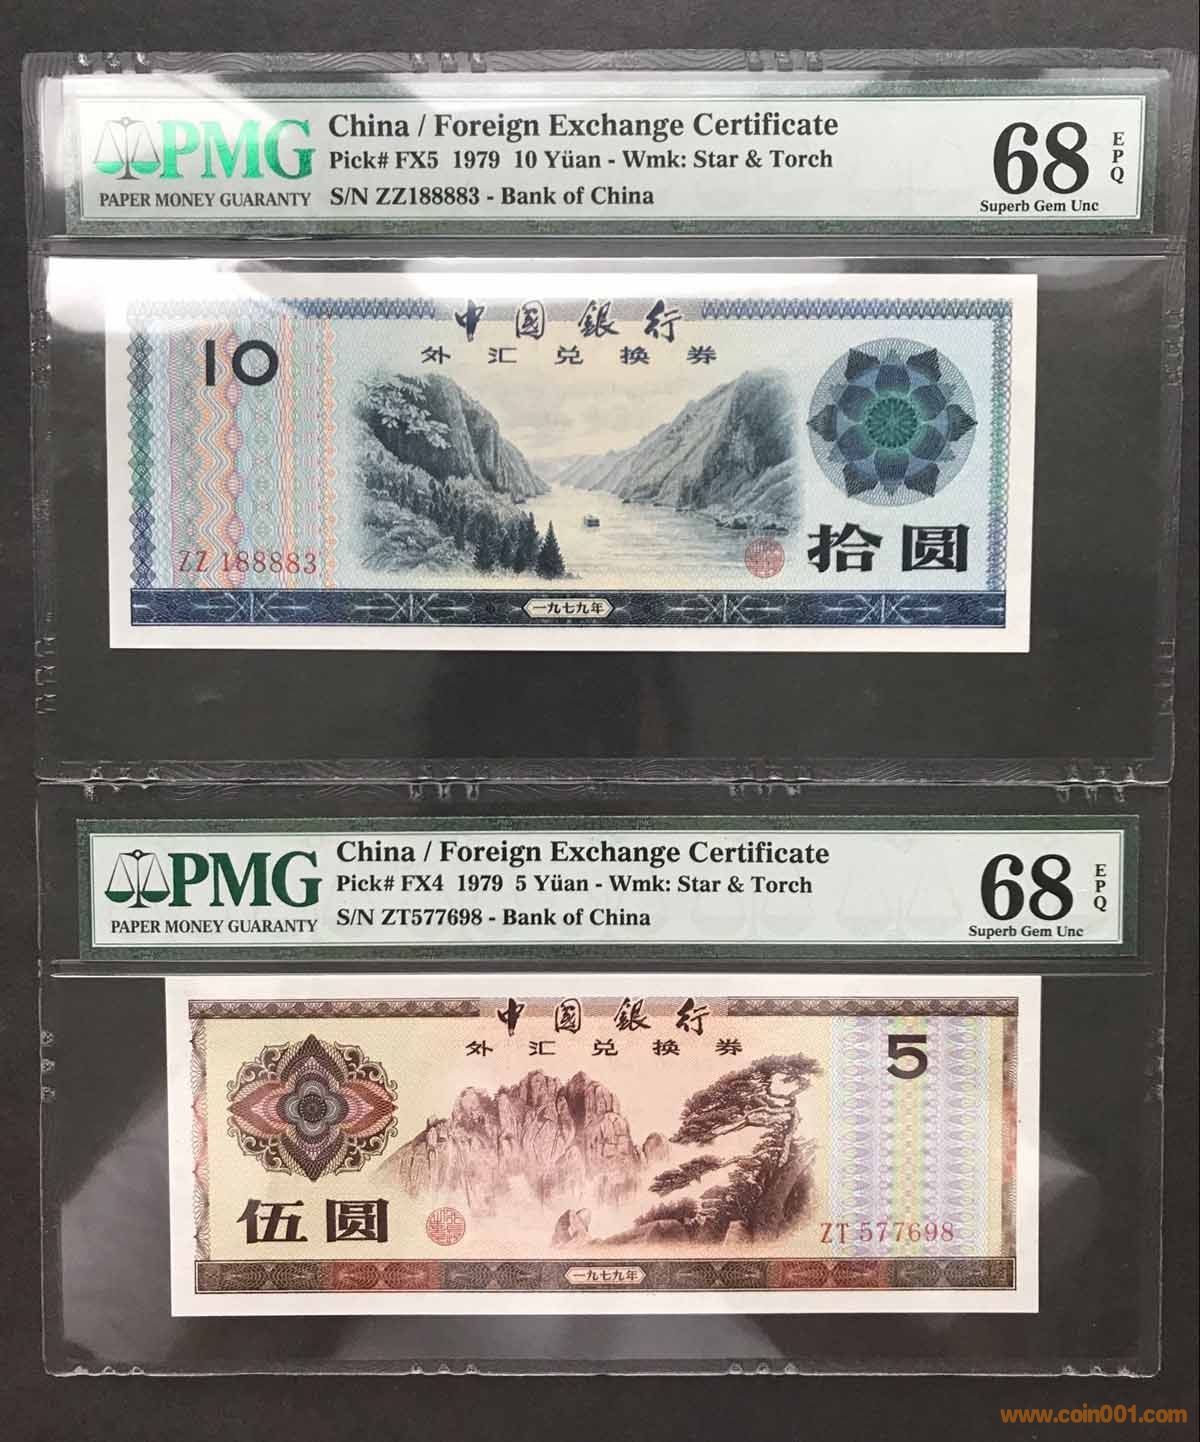 PMG
PAPER MONEY GUARANTY
China / Foreign Exchange Certificate
Pick# FX5 1979 10 Yüan - Wmk: Star & Torch
S/N ZZ188883 - Bank of China
68
EPQ
Superb Gem Unc
中國銀行
外汇兑换券
10
ZZ 188883
拾圆
一九七九年
PMG
PAPER MONEY GUARANTY
China / Foreign Exchange Certificate
Pick# FX4 1979 5 Yüan - Wmk: Star & Torch
S/N ZT577698 - Bank of China
68
EPQ
Superb Gem Unc
中國銀行
外汇兑换券
5
伍圆
ZT 577698
一九七九年
www.coin001.com